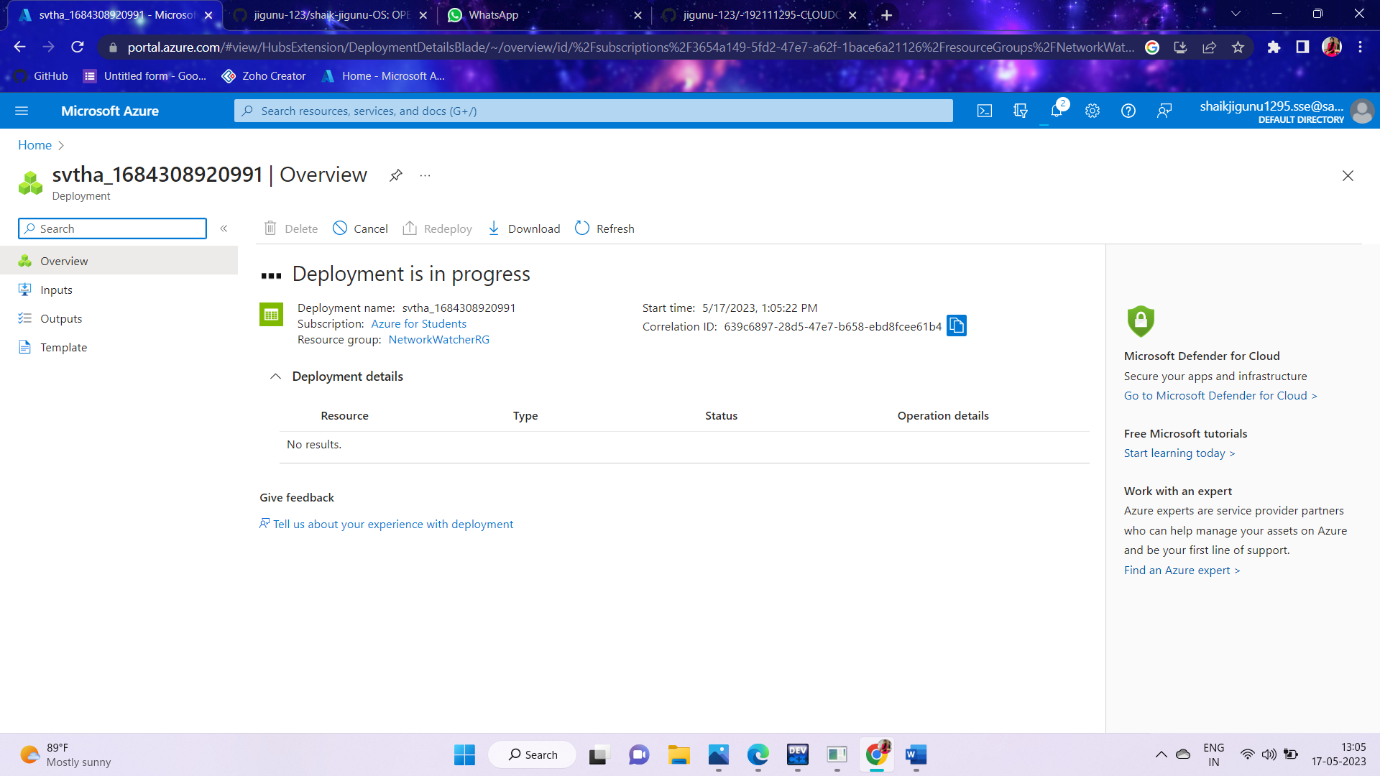 svtha_1684308920991 - Microsof
jigunu-123/shaik-jigunu-OS: OPE
WhatsApp
jigunu-123/-192111295-CLOUDC
portal.azure.com/#view/HubsExtension/DeploymentDetailsBlade/~/overview/id/%2Fsubscriptions%2F3654a149-5fd2-47e7-a62f-1bace6a21126%2FresourceGroups%2FNetworkWat...
GitHub
Untitled form - Goo...
Zoho Creator
Home - Microsoft A...
Microsoft Azure
Search resources, services, and docs (G+/)
2
shaikjigunu1295.sse@sa...
DEFAULT DIRECTORY
Home
svtha_1684308920991 | Overview
Deployment
Search
Delete
Cancel
Redeploy
Download
Refresh
Overview
Inputs
Outputs
Template
Deployment is in progress
Deployment name: svtha_1684308920991
Subscription: Azure for Students
Resource group: NetworkWatcherRG
Start time: 5/17/2023, 1:05:22 PM
Correlation ID: 639c6897-28d5-47e7-b658-ebd8fcee61b4
Deployment details
Resource Type Status Operation details
No results.
Give feedback
Tell us about your experience with deployment
Microsoft Defender for Cloud
Secure your apps and infrastructure
Go to Microsoft Defender for Cloud >
Free Microsoft tutorials
Start learning today >
Work with an expert
Azure experts are service provider partners
who can help manage your assets on Azure
and be your first line of support.
Find an Azure expert >
89°F
Mostly sunny
Search
DEV
ENG
IN
13:05
17-05-2023